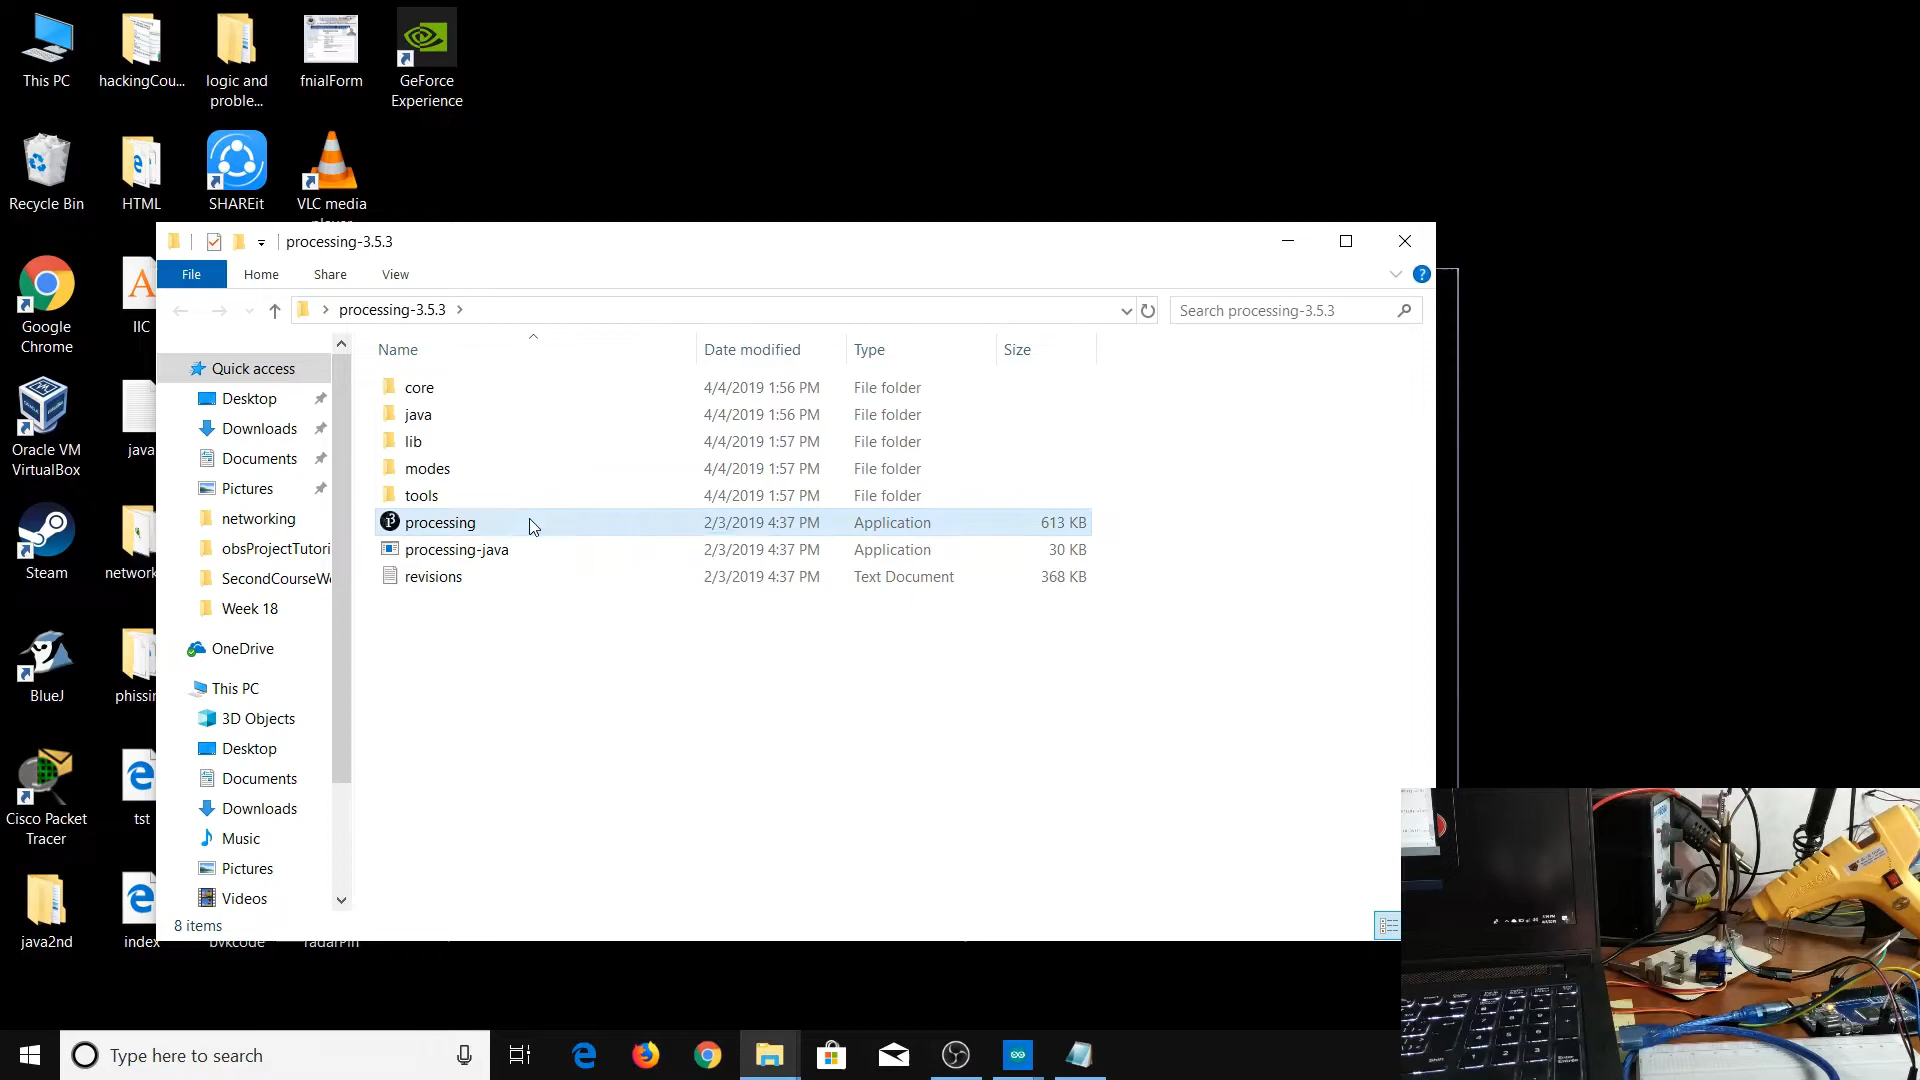 This PC
hackingCou...
logic and
proble...
fnialForm
GeForce
Experience
Recycle Bin
HTML
SHAREit
VLC media
Google
Chrome
IIC
Oracle VM
VirtualBox
java
Steam
network
BlueJ
phissin
Cisco Packet
Tracer
tst
java2nd
index
processing-3.5.3
File
Home
Share
View
processing-3.5.3
Search processing-3.5.3
Name
Date modified
Type
Size
Quick access
Desktop
Downloads
Documents
Pictures
networking
obsProjectTutori
SecondCourseWo
Week 18
OneDrive
This PC
3D Objects
Desktop
Documents
Downloads
Music
Pictures
Videos
core 4/4/2019 1:56 PM File folder
java 4/4/2019 1:56 PM File folder
lib 4/4/2019 1:57 PM File folder
modes 4/4/2019 1:57 PM File folder
tools 4/4/2019 1:57 PM File folder
processing 2/3/2019 4:37 PM Application 613 KB
processing-java 2/3/2019 4:37 PM Application 30 KB
revisions 2/3/2019 4:37 PM Text Document 368 KB
8 items
Type here to search